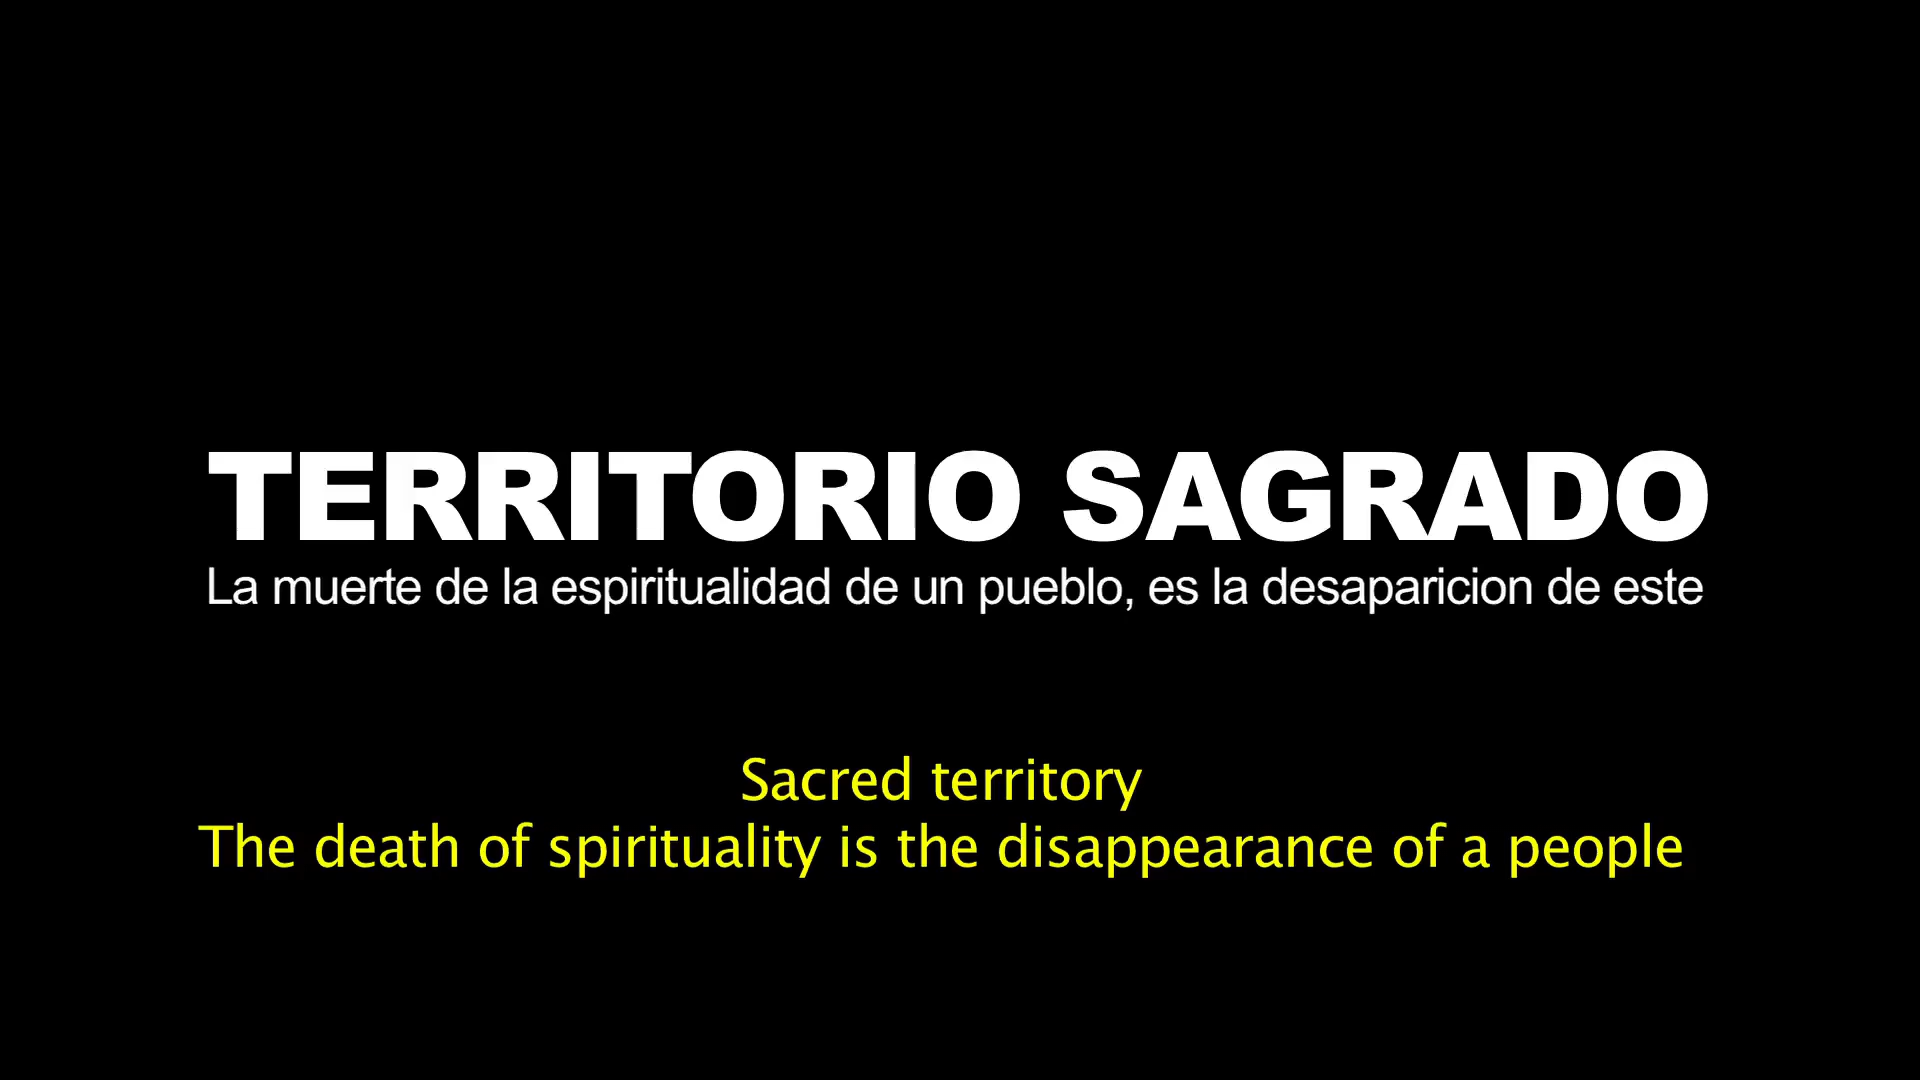 TERRITORIO SAGRADO
La muerte de la espiritualidad de un pueblo, es la desaparicion de este
Sacred territory
The death of spirituality is the disappearance of a people